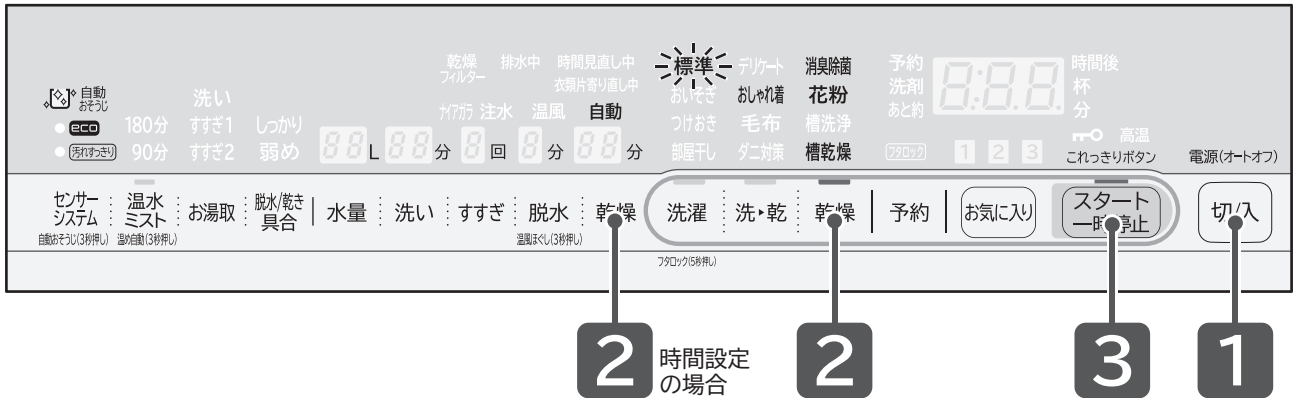 乾燥 フィルター 排水中 時間見直し中 標準 デリケート 消臭除菌 予約 8:88 時間後
衣類片寄り直し中 おいそぎ おしゃれ着 花粉 洗剤 杯
自動おそうじ 洗い ナイアガラ 注水 温風 自動 あと約 分
eco 180分 すすぎ1 しっかり 88L 88分 8回 8分 88分 つけおき 毛布 槽洗浄 高温
汚れすっきり 90分 すすぎ2 弱め 部屋干し ダニ対策 槽乾燥 フタロック 1 2 3 これっきりボタン 電源(オートオフ)
センサーシステム 温水ミスト お湯取 脱水/乾き具合 水量 洗い すすぎ 脱水 乾燥 洗濯 洗▸乾 乾燥 予約 お気に入り スタート一時停止 切/入
自動おそうじ(3秒押し) 温め自動(3秒押し) 温風ほぐし(3秒押し)
フタロック(5秒押し)
2 時間設定の場合 2 3 1